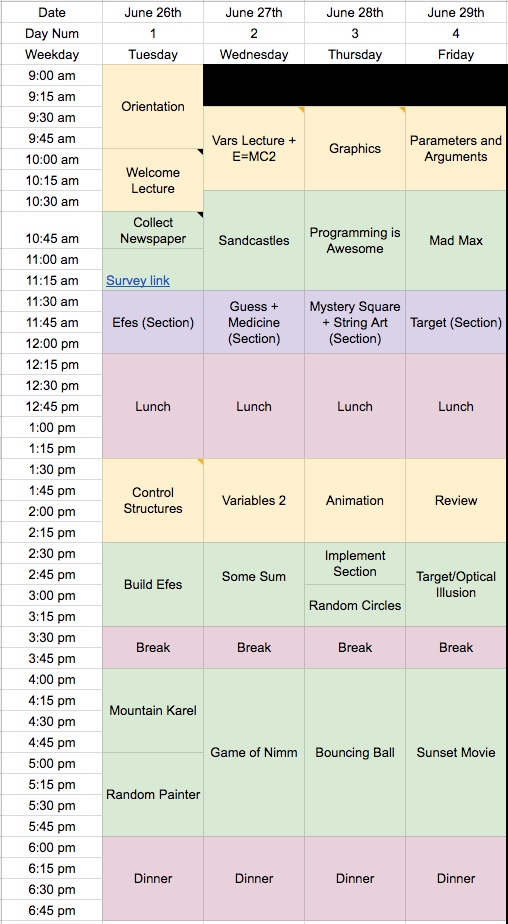 Date June 26th June 27th June 28th June 29th
Day Num 1 2 3 4
Weekday Tuesday Wednesday Thursday Friday
9:00 am
9:15 am
Orientation
9:30 am
9:45 am
Vars Lecture +
E=MC2
Graphics
Parameters and
Arguments
10:00 am
10:15 am
Welcome
Lecture
10:30 am
Collect
Newspaper
10:45 am
Sandcastles
Programming is
Awesome
Mad Max
11:00 am
11:15 am
Survey link
11:30 am
11:45 am
Efes (Section)
Guess +
Medicine
(Section)
Mystery Square
+ String Art
(Section)
Target (Section)
12:00 pm
12:15 pm
12:30 pm
12:45 pm Lunch Lunch Lunch Lunch
1:00 pm
1:15 pm
1:30 pm
1:45 pm
Control
Structures
Variables 2
Animation
Review
2:00 pm
2:15 pm
2:30 pm
Implement
Section
2:45 pm
Build Efes
Some Sum
Target/Optical
Illusion
3:00 pm
Random Circles
3:15 pm
3:30 pm
Break Break Break Break
3:45 pm
4:00 pm
4:15 pm
Mountain Karel
4:30 pm
4:45 pm
Game of Nimm
Bouncing Ball
Sunset Movie
5:00 pm
5:15 pm
Random Painter
5:30 pm
5:45 pm
6:00 pm
6:15 pm
Dinner Dinner Dinner Dinner
6:30 pm
6:45 pm